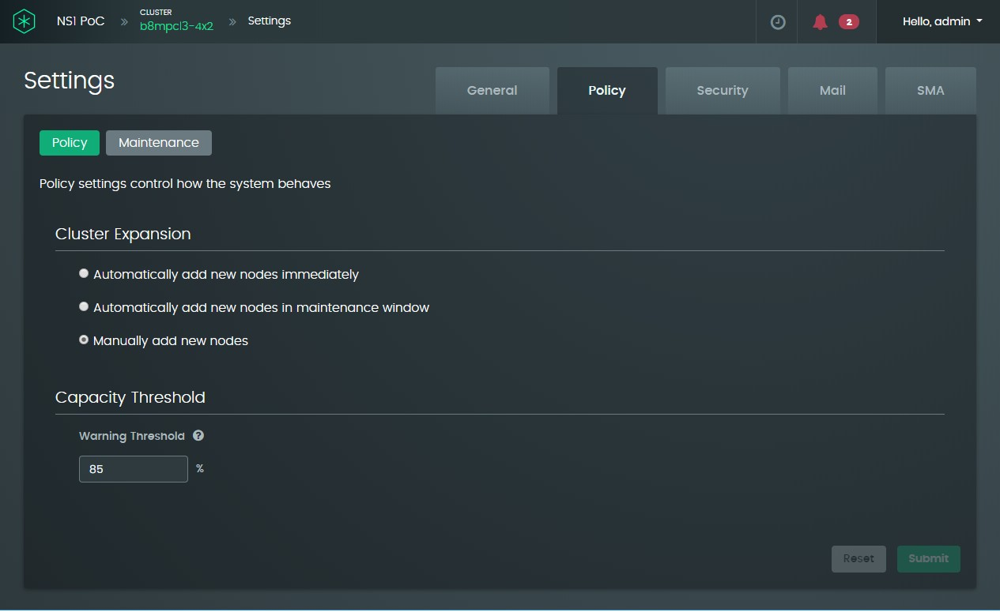 NS1 PoC » CLUSTER b8mpcl3-4x2 » Settings 2 Hello, admin
Settings General Policy Security Mail SMA
Policy Maintenance
Policy settings control how the system behaves
Cluster Expansion
Automatically add new nodes immediately
Automatically add new nodes in maintenance window
Manually add new nodes
Capacity Threshold
Warning Threshold ?
85 %
Reset Submit